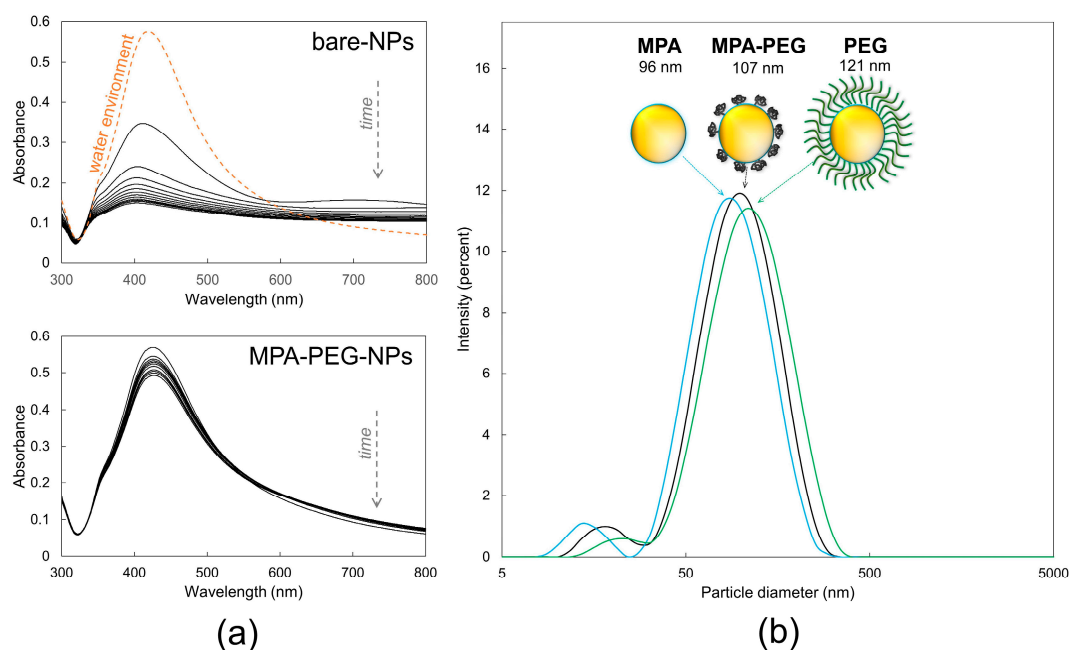 0.6
0.5
0.4
0.3
0.2
0.1
0
300
400
500
600
700
800
Absorbance
Wavelength (nm)
bare-NPs
water environment
time
0.6
0.5
0.4
0.3
0.2
0.1
0
300
400
500
600
700
800
Absorbance
Wavelength (nm)
MPA-PEG-NPs
time
(a)
16
14
12
10
8
6
4
2
0
5
50
500
5000
Intensity (percent)
Particle diameter (nm)
MPA
96 nm
MPA-PEG
107 nm
PEG
121 nm
(b)